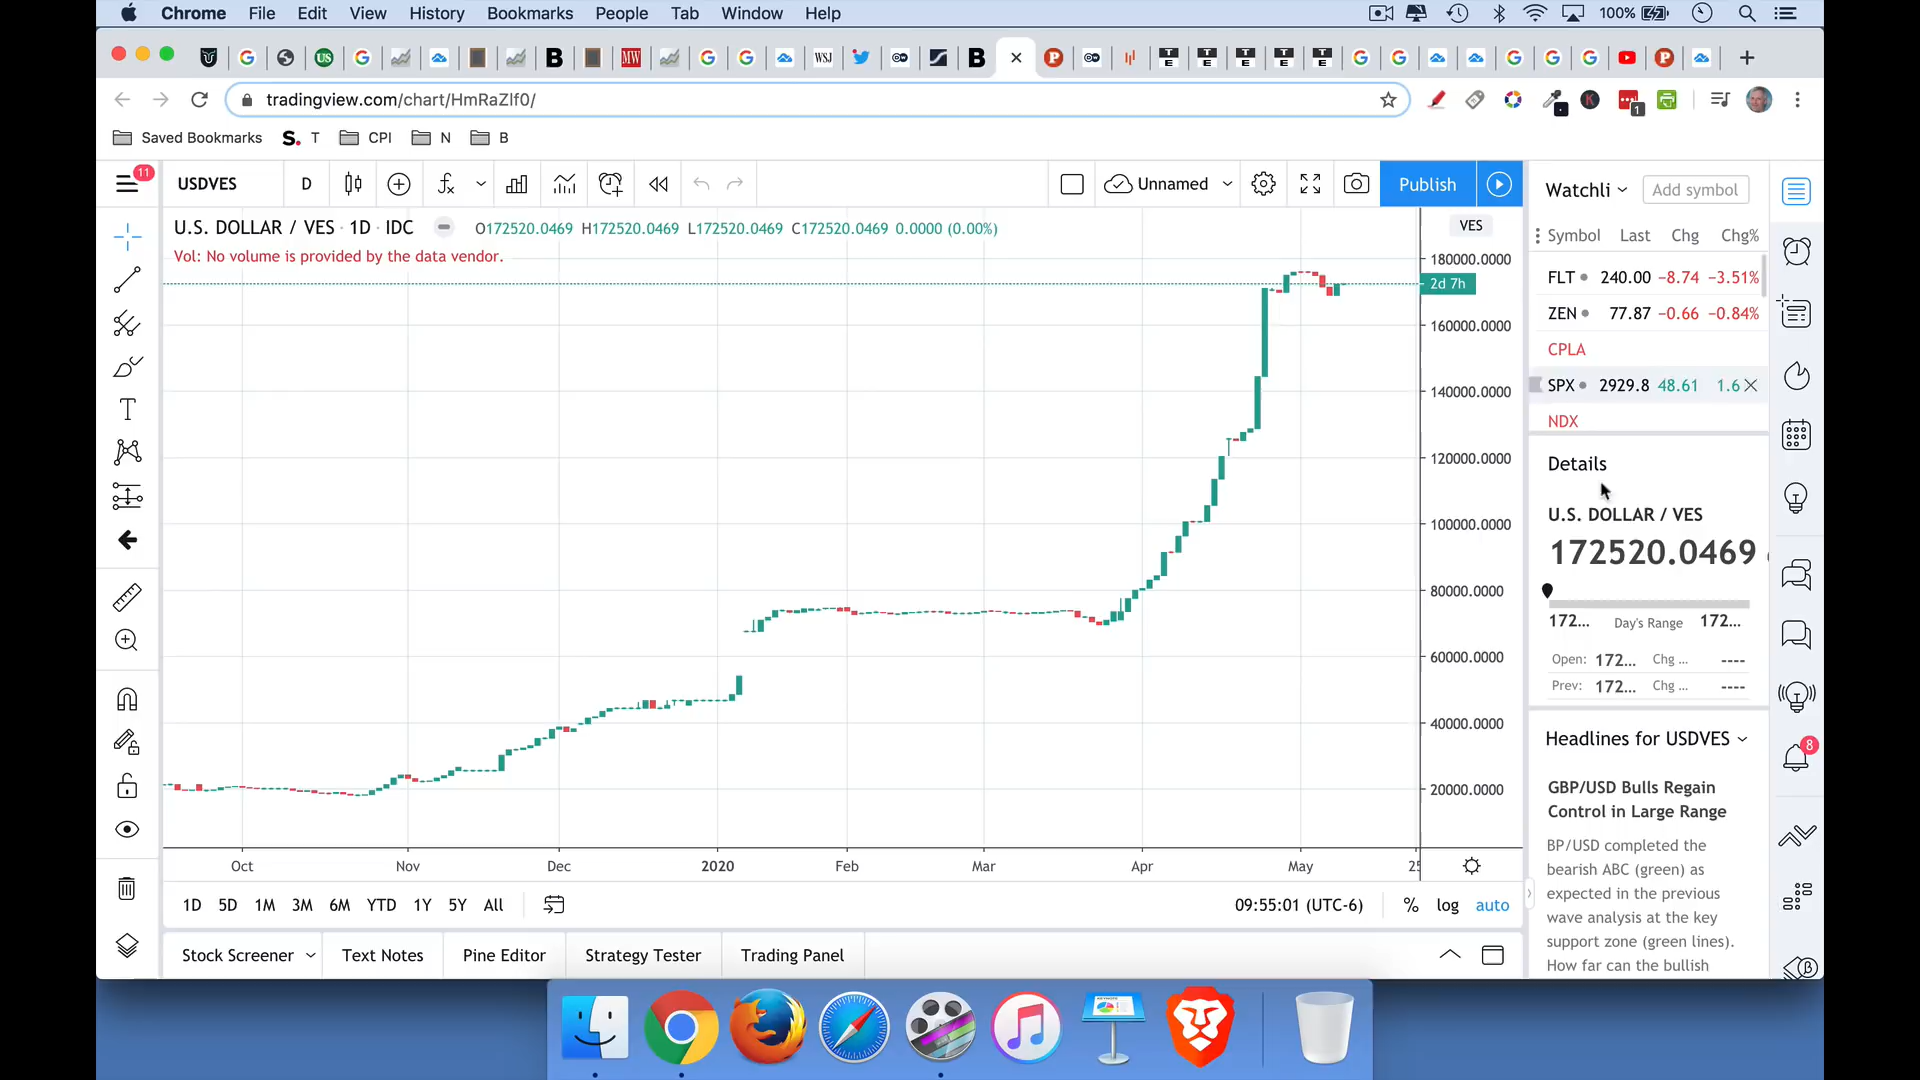 Chrome File Edit View History Bookmarks People Tab Window Help 100%
US B MW WSJ B T E T E T E T E T E
tradingview.com/chart/HmRaZlf0/
K 1
Saved Bookmarks S. T CPI N B
11 USDVES D Unnamed Publish Watchli Add symbol
U.S. DOLLAR / VES · 1D · IDC O172520.0469 H172520.0469 L172520.0469 C172520.0469 0.0000 (0.00%)
Vol: No volume is provided by the data vendor.
VES
180000.0000
2d 7h
160000.0000
140000.0000
120000.0000
100000.0000
80000.0000
60000.0000
40000.0000
20000.0000
Oct Nov Dec 2020 Feb Mar Apr May 25
1D 5D 1M 3M 6M YTD 1Y 5Y All 09:55:01 (UTC-6) % log auto
Stock Screener Text Notes Pine Editor Strategy Tester Trading Panel
Symbol Last Chg Chg%
FLT 240.00 −8.74 −3.51%
ZEN 77.87 −0.66 −0.84%
CPLA
SPX 2929.8 48.61 1.6
NDX
Details
U.S. DOLLAR / VES
172520.0469
172... Day's Range 172...
Open: 172... Chg ... ----
Prev: 172... Chg ... ----
Headlines for USDVES
8
GBP/USD Bulls Regain
Control in Large Range
BP/USD completed the
bearish ABC (green) as
expected in the previous
wave analysis at the key
support zone (green lines).
How far can the bullish
KEYNOTE